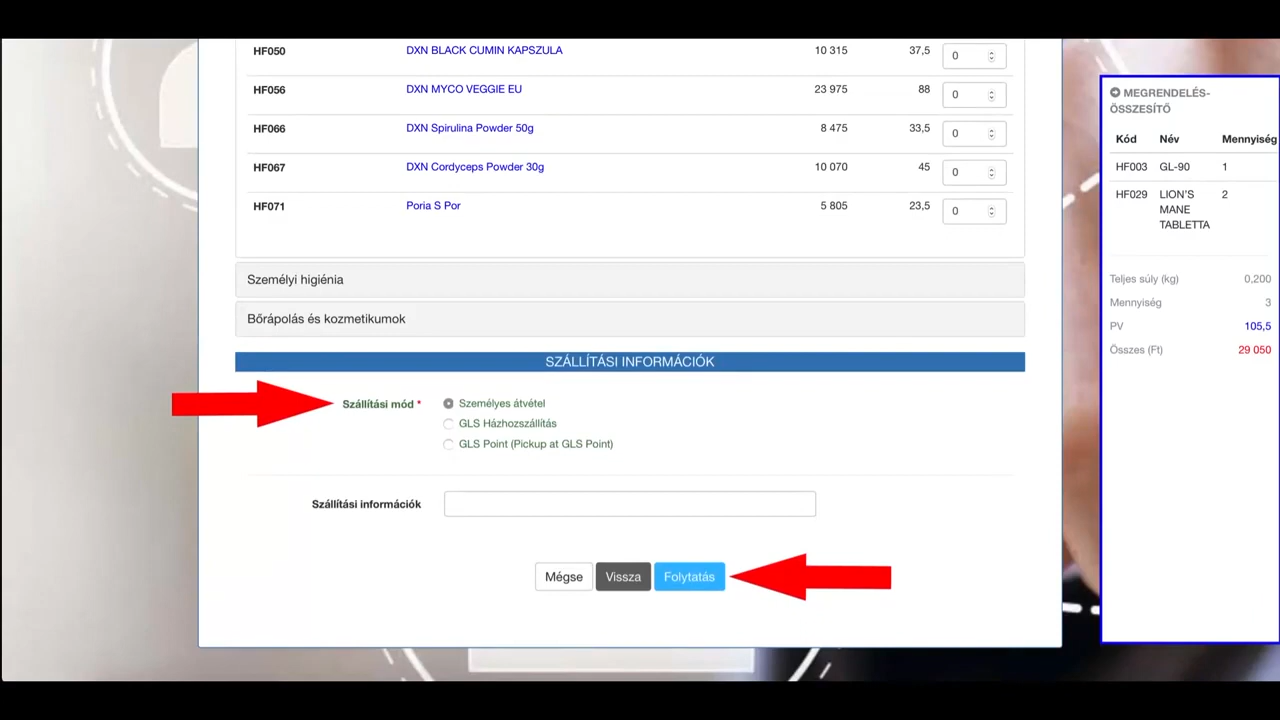 HF050 DXN BLACK CUMIN KAPSZULA 10 315 37,5 0
HF056 DXN MYCO VEGGIE EU 23 975 88 0
HF066 DXN Spirulina Powder 50g 8 475 33,5 0
HF067 DXN Cordyceps Powder 30g 10 070 45 0
HF071 Poria S Por 5 805 23,5 0
Személyi higiénia
Bőrápolás és kozmetikumok
SZÁLLÍTÁSI INFORMÁCIÓK
Szállítási mód * Személyes átvétel
GLS Házhozszállítás
GLS Point (Pickup at GLS Point)
Szállítási információk
Mégse Vissza Folytatás
MEGRENDELÉS-
ÖSSZESÍTŐ
Kód Név Mennyiség
HF003 GL-90 1
HF029 LION'S 2
MANE
TABLETTA
Teljes súly (kg) 0,200
Mennyiség 3
PV 105,5
Összes (Ft) 29 050